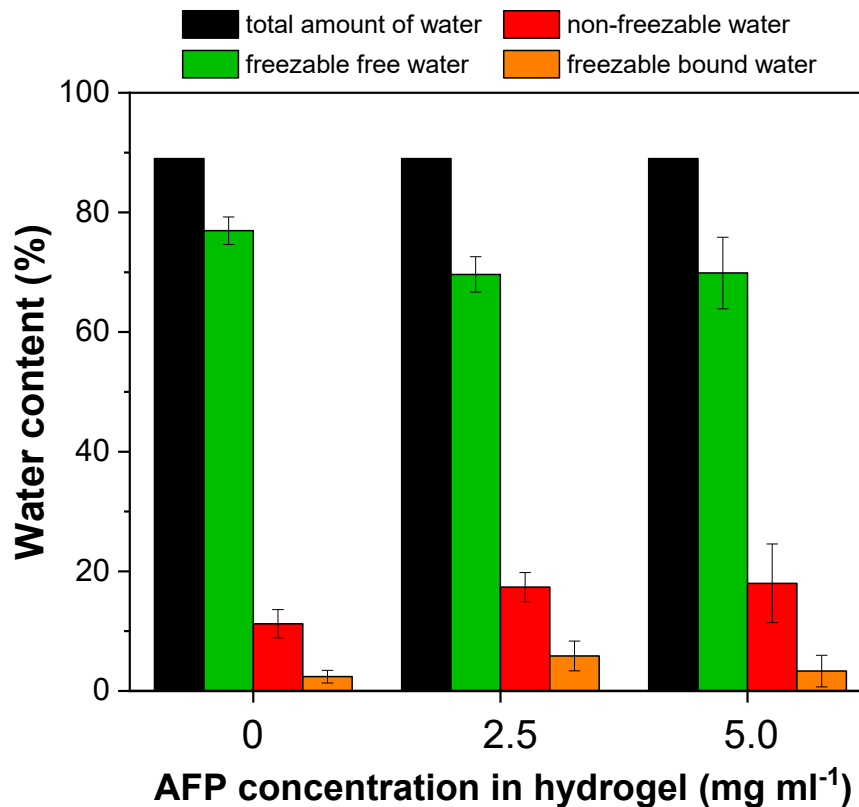 total amount of water non-freezable water
freezable free water freezable bound water
100
80
60
40
20
0
Water content (%)
0 2.5 5.0
AFP concentration in hydrogel (mg ml⁻¹)